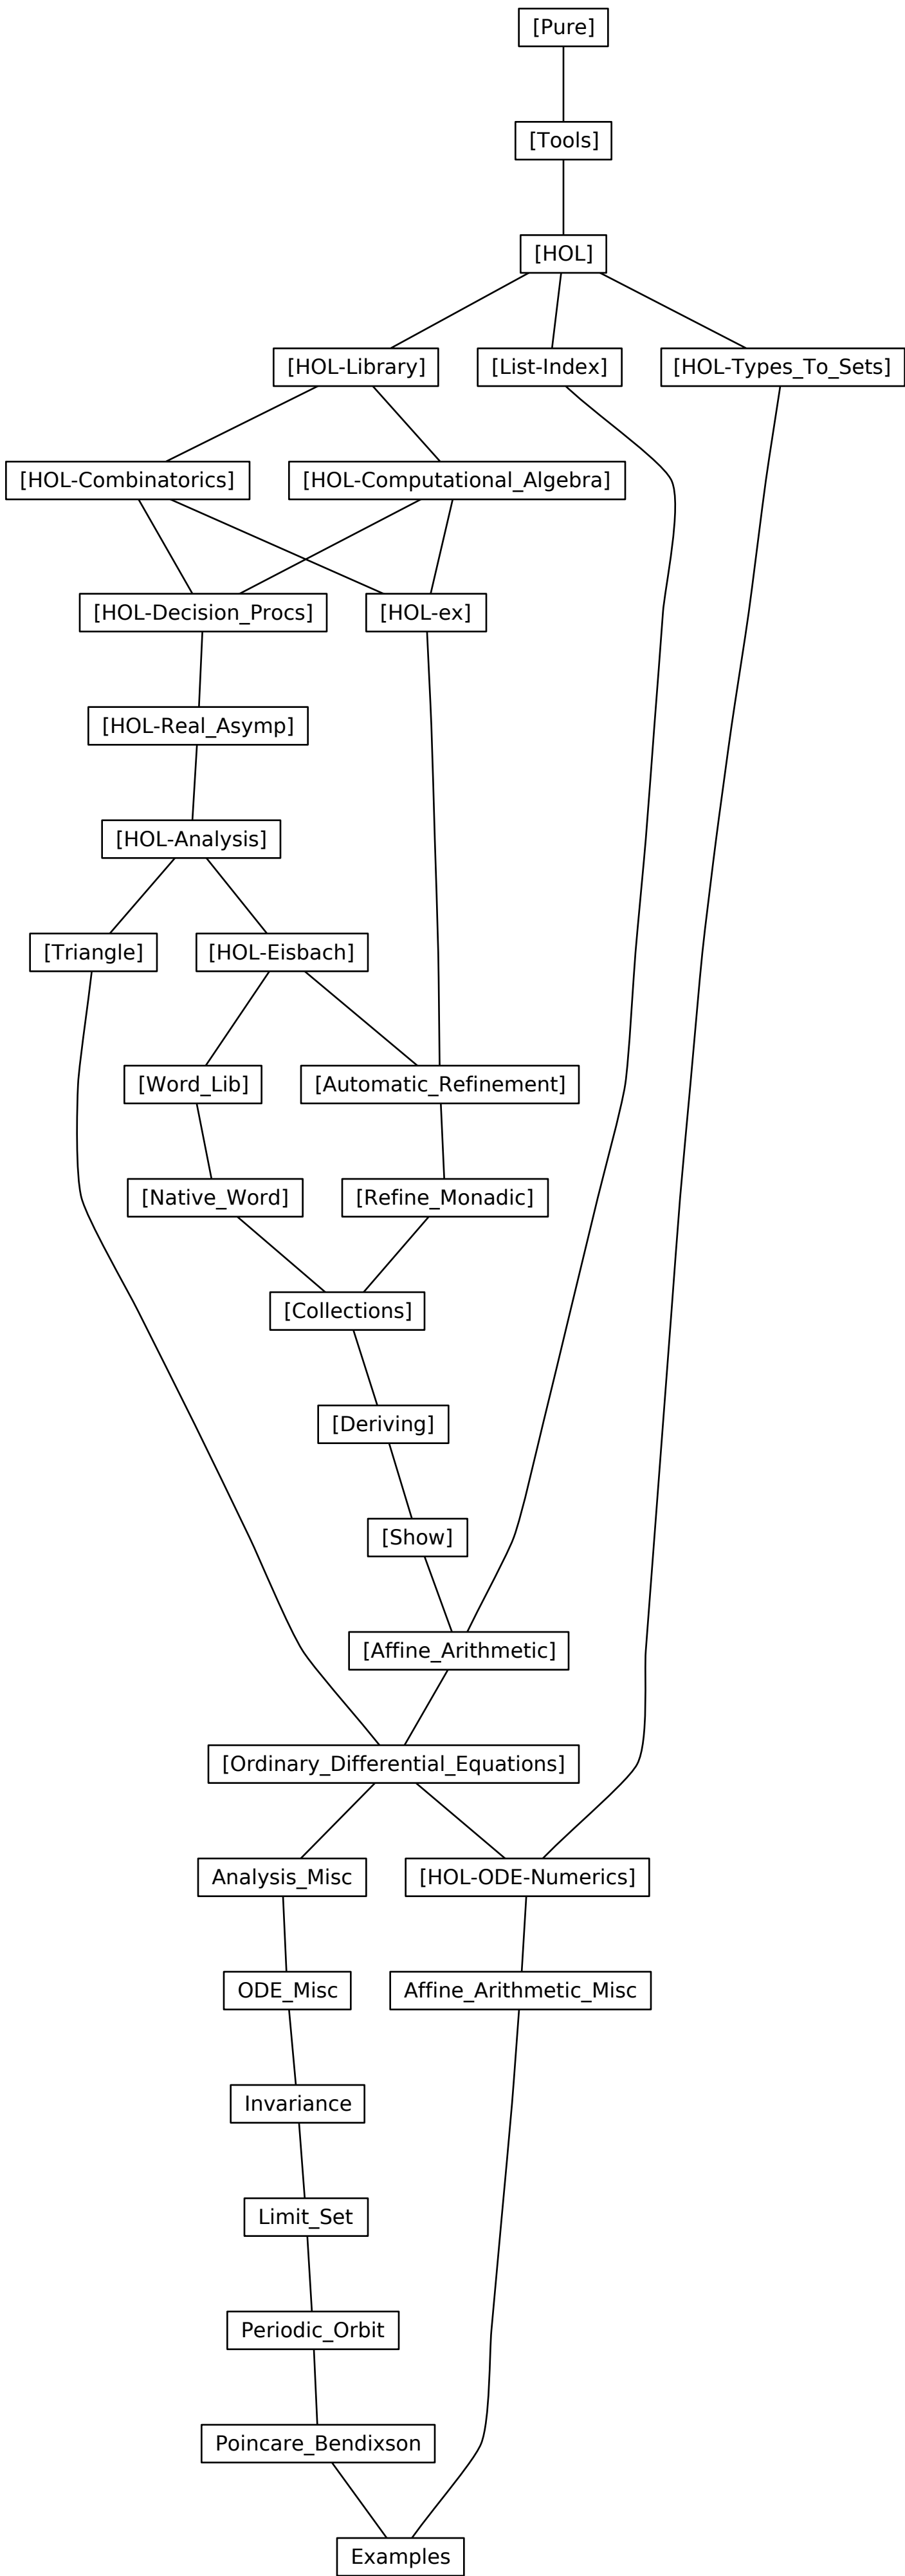 [Pure]
[Tools]
[HOL]
[HOL-Library]
[List-Index]
[HOL-Types_To_Sets]
[HOL-Combinatorics]
[HOL-Computational_Algebra]
[HOL-Decision_Procs]
[HOL-ex]
[HOL-Real_Asymp]
[HOL-Analysis]
[Triangle]
[HOL-Eisbach]
[Word_Lib]
[Automatic_Refinement]
[Native_Word]
[Refine_Monadic]
[Collections]
[Deriving]
[Show]
[Affine_Arithmetic]
[Ordinary_Differential_Equations]
Analysis_Misc
[HOL-ODE-Numerics]
ODE_Misc
Affine_Arithmetic_Misc
Invariance
Limit_Set
Periodic_Orbit
Poincare_Bendixson
Examples